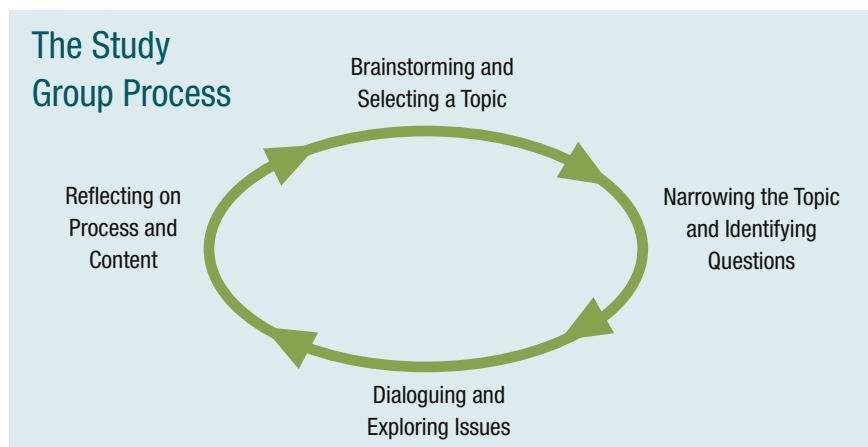 The Study
Group Process
Brainstorming and
Selecting a Topic
Narrowing the Topic
and Identifying
Questions
Dialoguing and
Exploring Issues
Reflecting on
Process and
Content